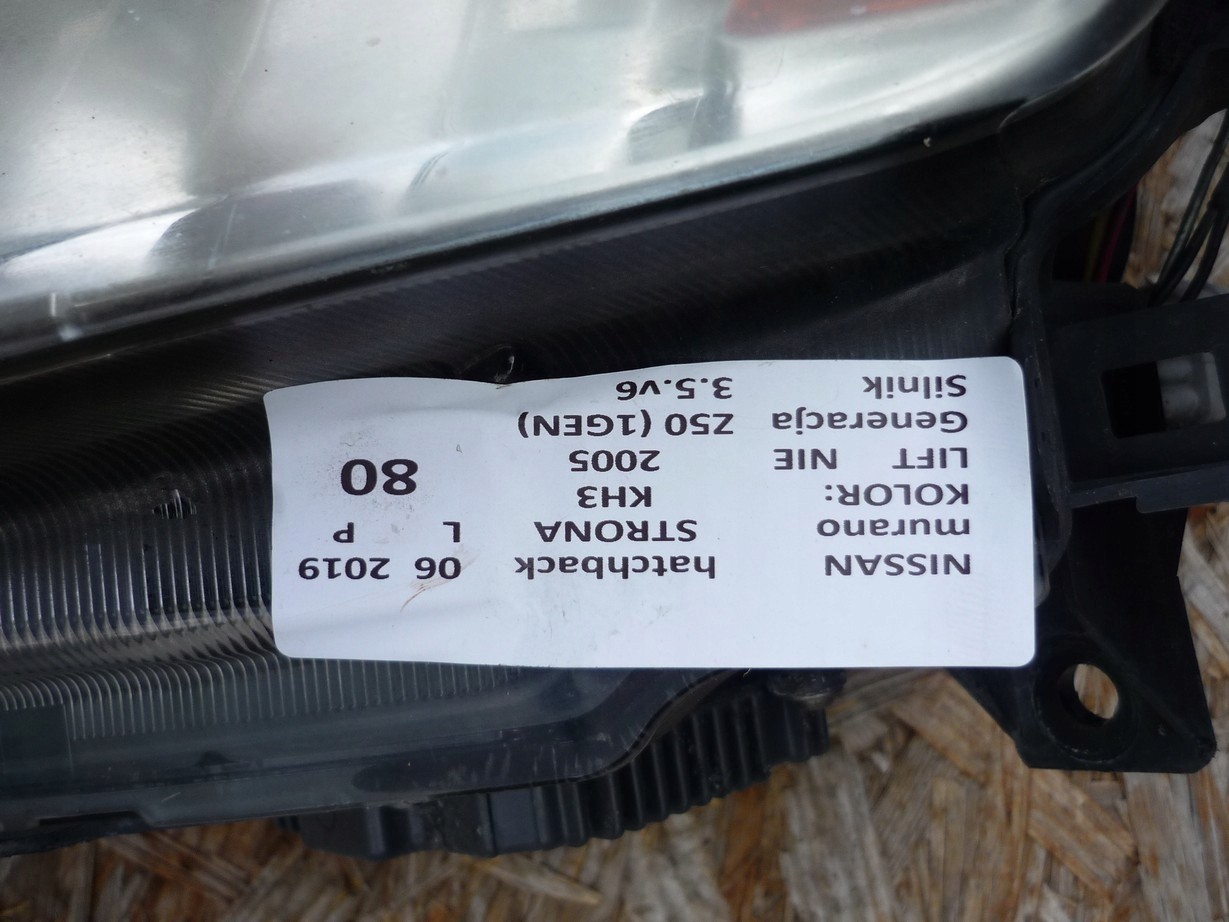 NISSAN hatchback 06 2019
murano STRONA L P
KOLOR: KH3
80
LIFT NIE 2005
Generacja Z50 (1GEN)
Silnik 3.5.v6